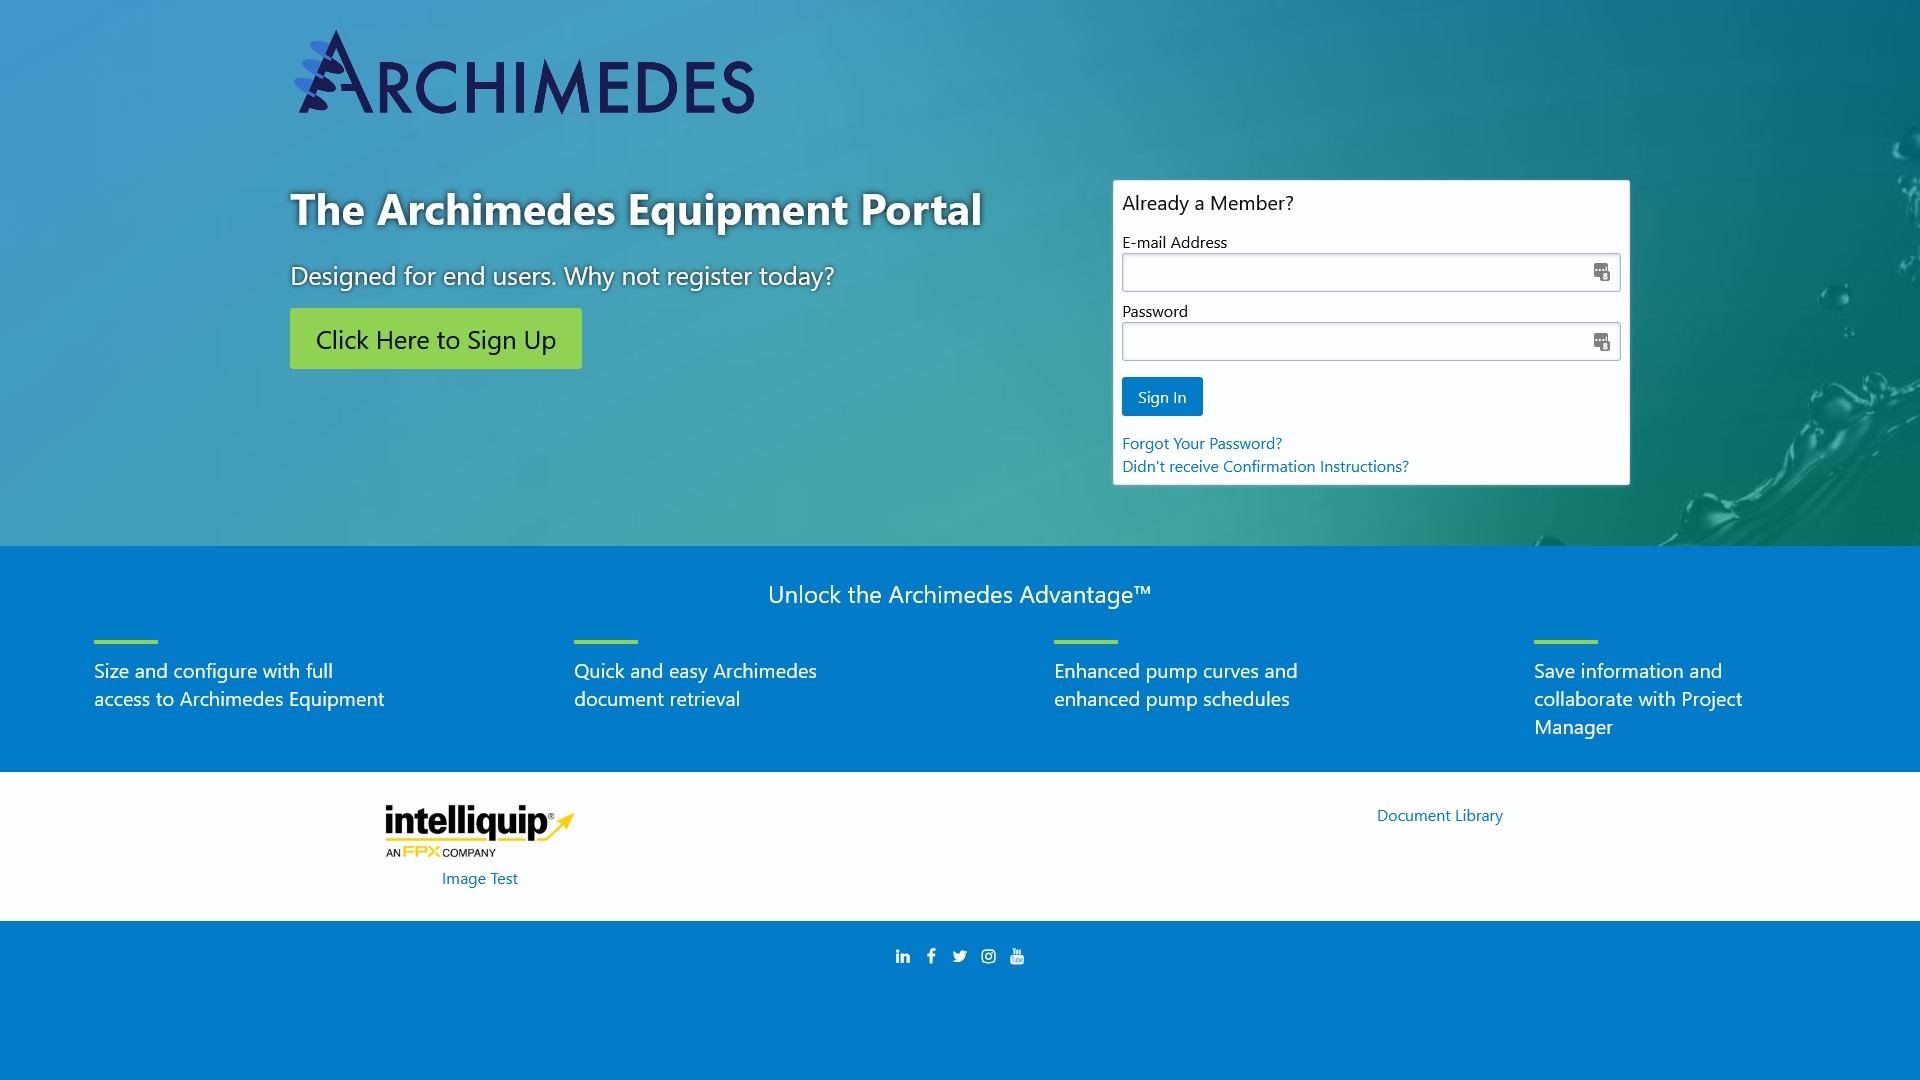 ARCHIMEDES
The Archimedes Equipment Portal
Designed for end users. Why not register today?
Click Here to Sign Up
Already a Member?
E-mail Address
Password
Sign In
Forgot Your Password?
Didn't receive Confirmation Instructions?
Unlock the Archimedes Advantage™
Size and configure with full
access to Archimedes Equipment
Quick and easy Archimedes
document retrieval
Enhanced pump curves and
enhanced pump schedules
Save information and
collaborate with Project
Manager
intelliquip®
AN FPX COMPANY
Image Test
Document Library